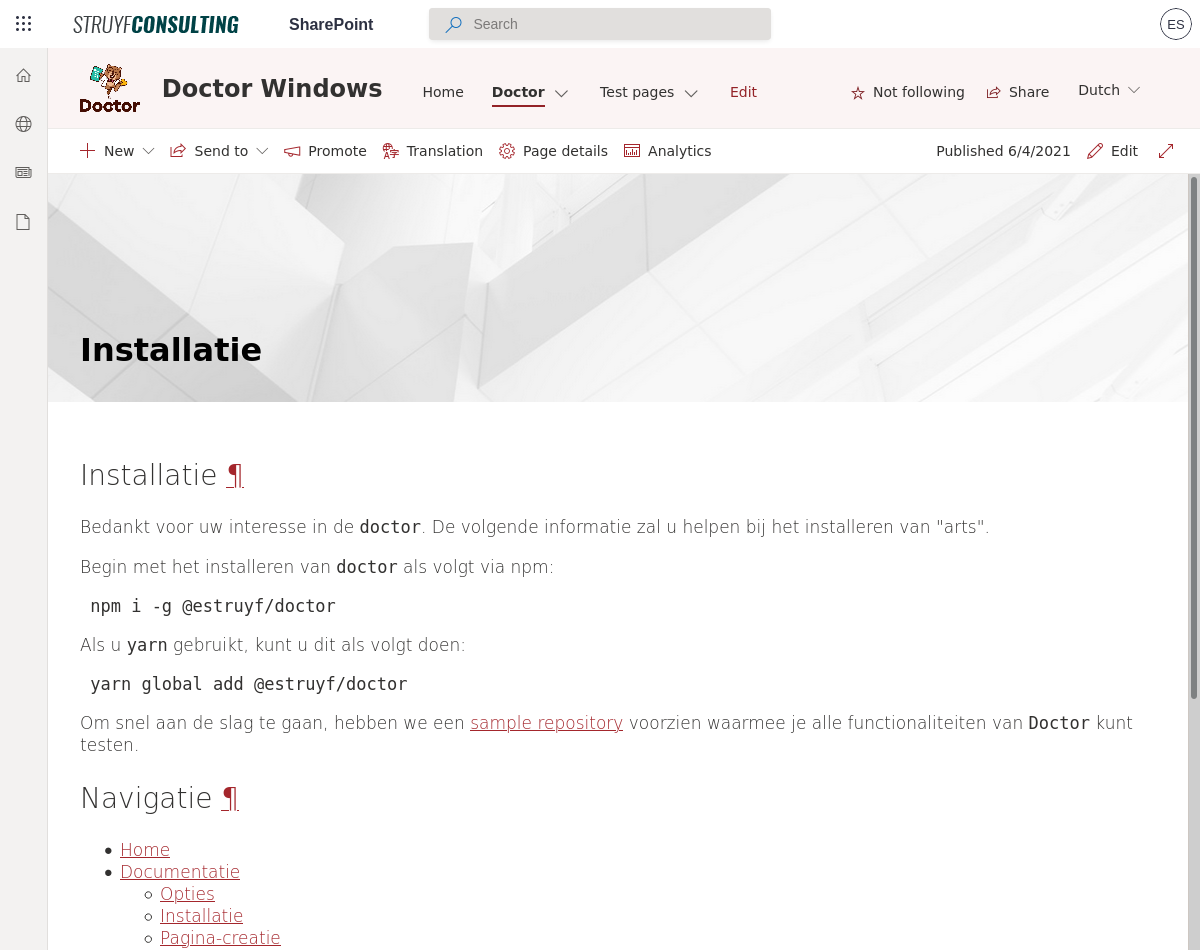 STRUYFCONSULTING SharePoint Search ES
Doctor Doctor Windows Home Doctor Test pages Edit Not following Share Dutch
New Send to Promote Translation Page details Analytics Published 6/4/2021 Edit
Installatie
Installatie ¶
Bedankt voor uw interesse in de doctor. De volgende informatie zal u helpen bij het installeren van "arts".
Begin met het installeren van doctor als volgt via npm:
npm i -g @estruyf/doctor
Als u yarn gebruikt, kunt u dit als volgt doen:
yarn global add @estruyf/doctor
Om snel aan de slag te gaan, hebben we een sample repository voorzien waarmee je alle functionaliteiten van Doctor kunt
testen.
Navigatie ¶
Home
Documentatie
Opties
Installatie
Pagina-creatie